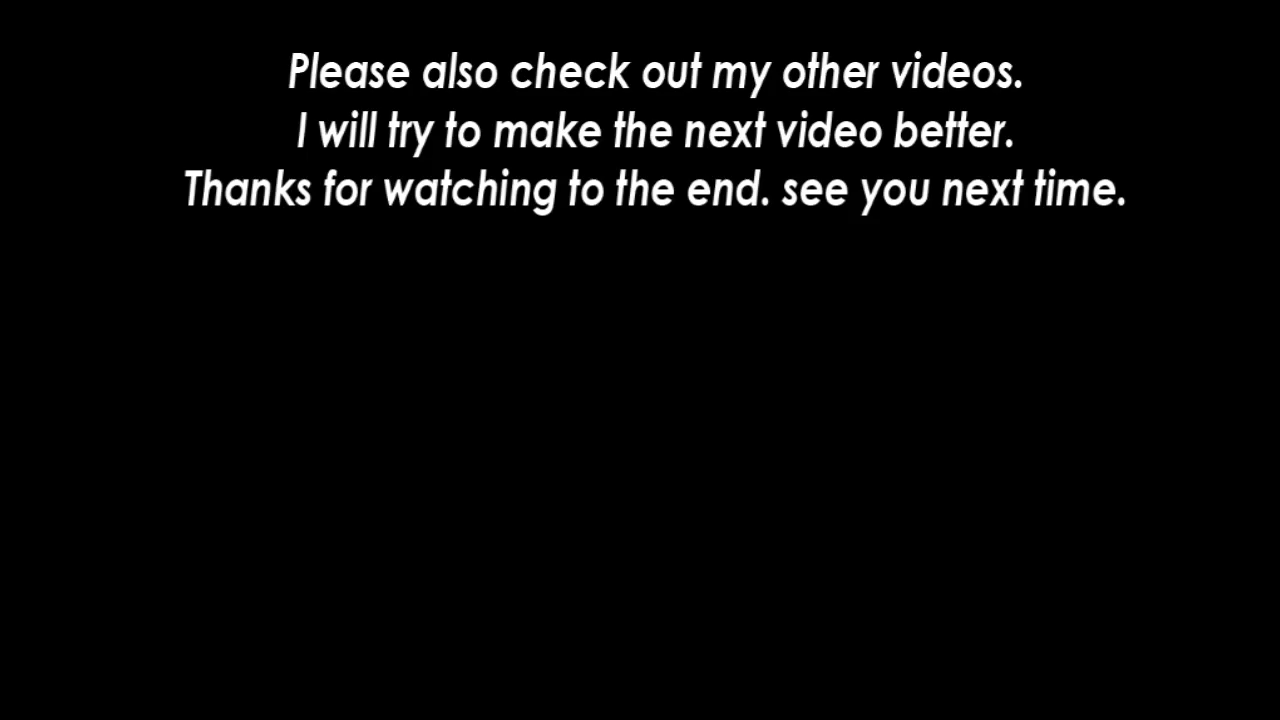 Please also check out my other videos.
I will try to make the next video better.
Thanks for watching to the end. see you next time.